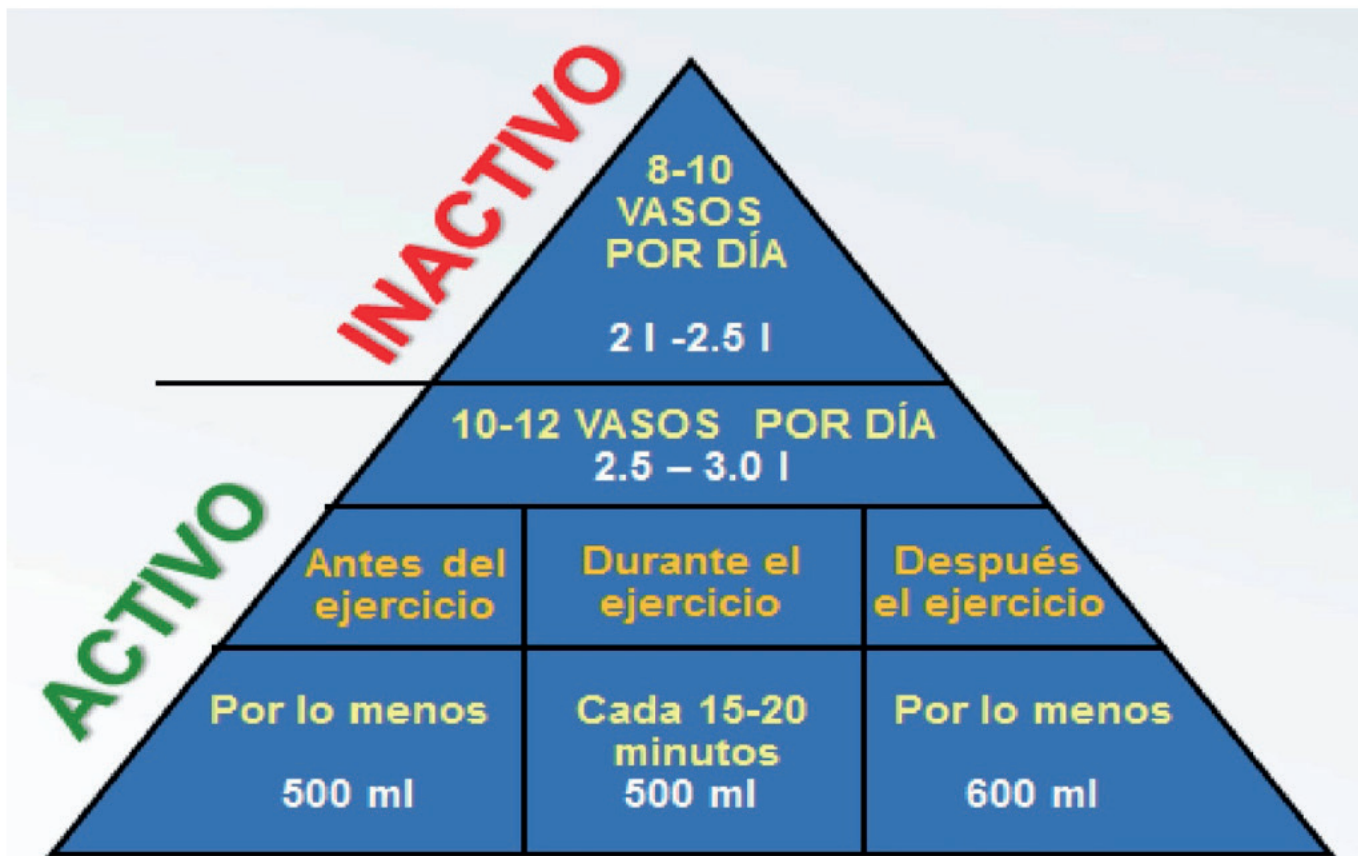 INACTIVO
8-10
VASOS
POR DÍA
2 l -2.5 l
ACTIVO
10-12 VASOS POR DÍA
2.5 – 3.0 l
Antes del
ejercicio
Durante el
ejercicio
Después
el ejercicio
Por lo menos
500 ml
Cada 15-20
minutos
500 ml
Por lo menos
600 ml